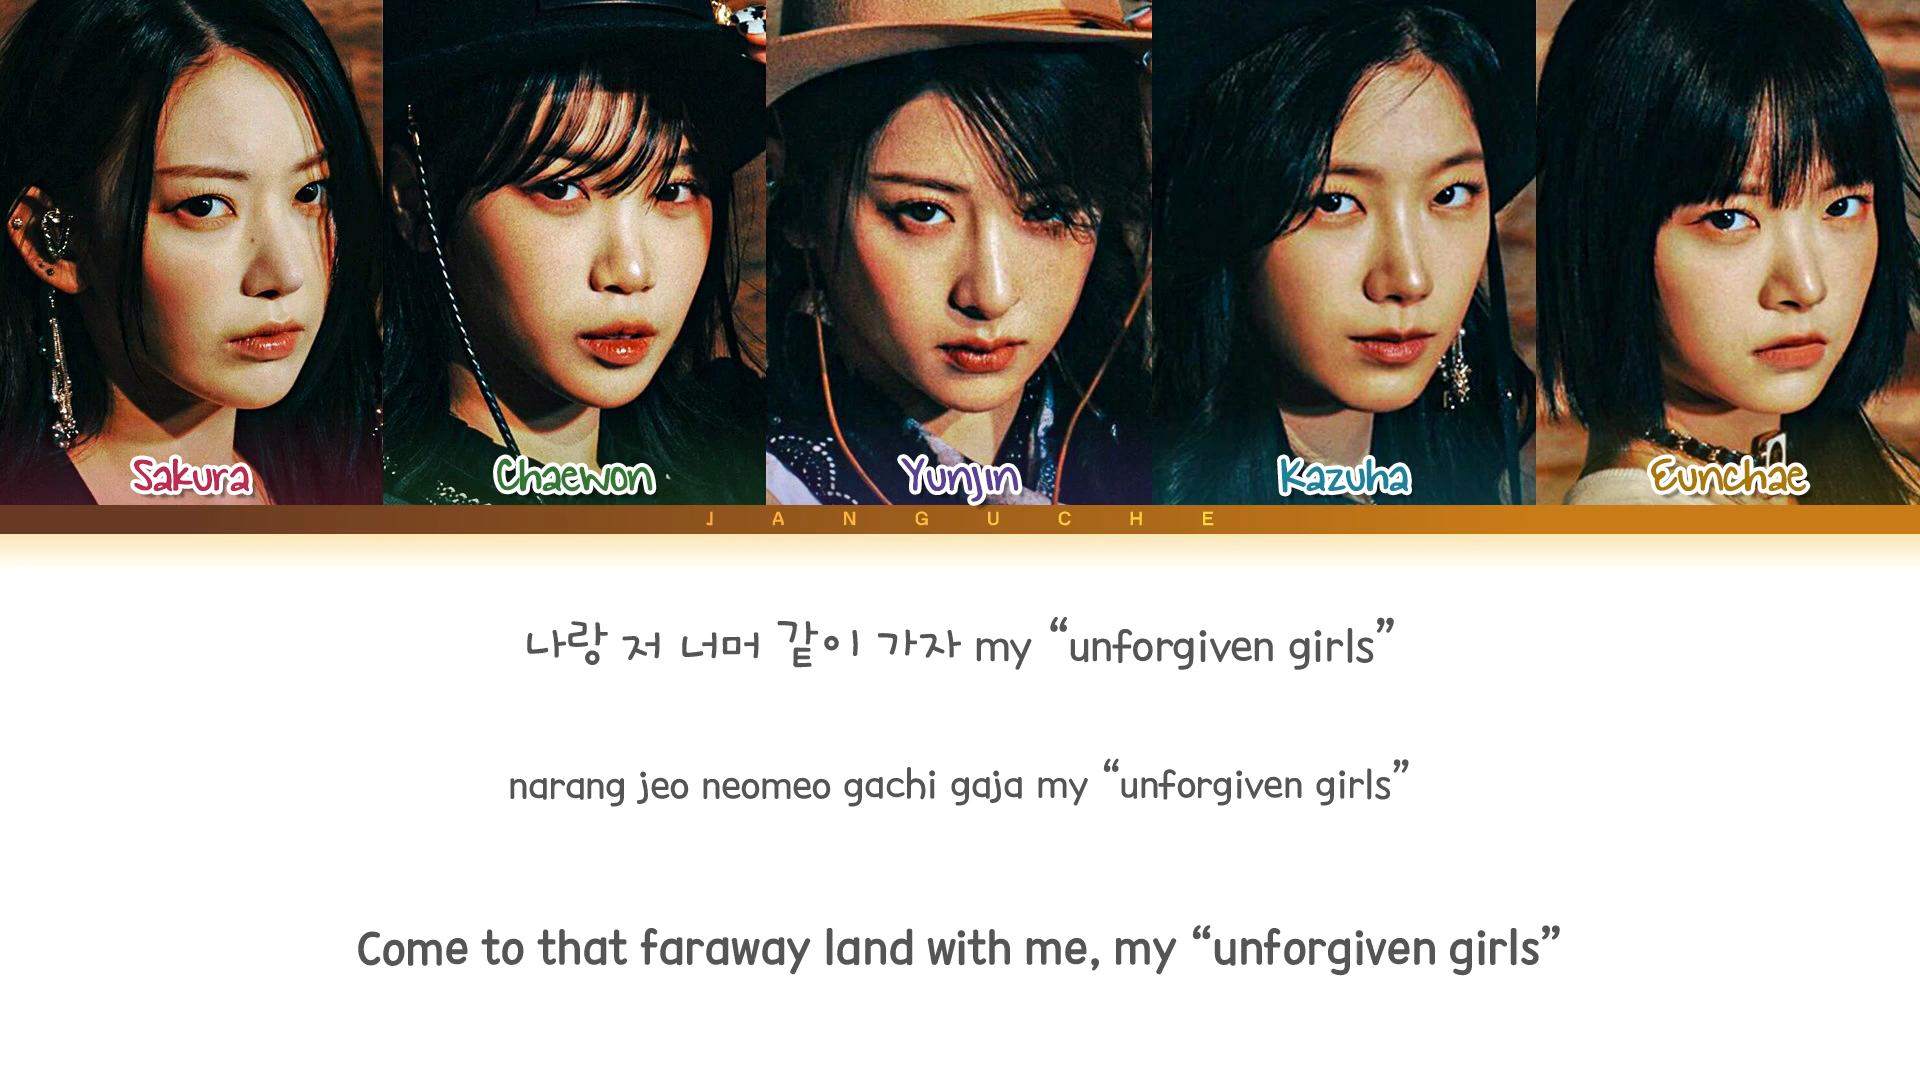 Sakura Chaewon Yunjin Kazuha Eunchae
JANGUCHE
나랑 저 너머 같이 가자 my “unforgiven girls”
narang jeo neomeo gachi gaja my “unforgiven girls”
Come to that faraway land with me, my “unforgiven girls”